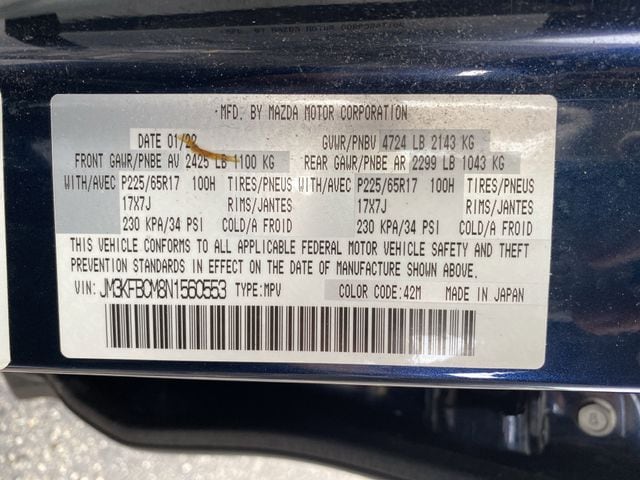 MFD. BY MAZDA MOTOR CORPORATION
DATE 01/22 GVWR/PNBV 4724 LB 2143 KG
FRONT GAWR/PNBE AV 2425 LB 1100 KG REAR GAWR/PNBE AR 2299 LB 1043 KG
WITH/AVEC P225/65R17 100H TIRES/PNEUS WITH/AVEC P225/65R17 100H TIRES/PNEUS
17X7J RIMS/JANTES 17X7J RIMS/JANTES
230 KPA/34 PSI COLD/A FROID 230 KPA/34 PSI COLD/A FROID
THIS VEHICLE CONFORMS TO ALL APPLICABLE FEDERAL MOTOR VEHICLE SAFETY AND THEFT
PREVENTION STANDARDS IN EFFECT ON THE DATE OF MANUFACTURE SHOWN ABOVE.
VIN: JM3KFBCM8N1560553 TYPE:MPV COLOR CODE:42M MADE IN JAPAN
8